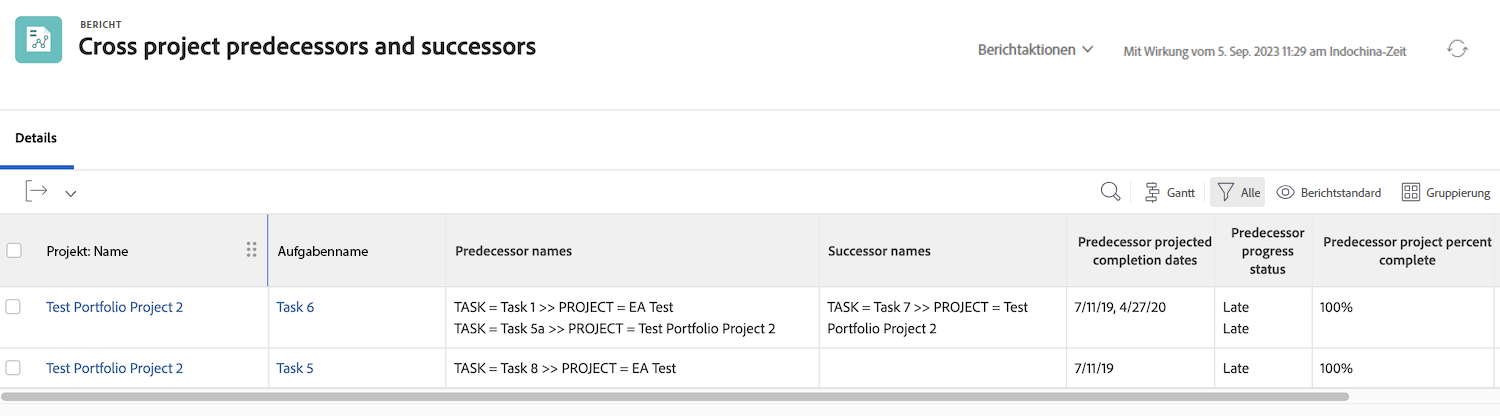 BERICHT
Cross project predecessors and successors
Berichtaktionen
Mit Wirkung vom 5. Sep. 2023 11:29 am Indochina-Zeit
Details
Gantt
Alle
Berichtstandard
Gruppierung
Projekt: Name
Aufgabenname
Predecessor names
Successor names
Predecessor projected
completion dates
Predecessor
progress
status
Predecessor project percent
complete
Test Portfolio Project 2
Task 6
TASK = Task 1 >> PROJECT = EA Test
TASK = Task 5a >> PROJECT = Test Portfolio Project 2
TASK = Task 7 >> PROJECT = Test
Portfolio Project 2
7/11/19, 4/27/20
Late
Late
100%
Test Portfolio Project 2
Task 5
TASK = Task 8 >> PROJECT = EA Test
7/11/19
Late
100%